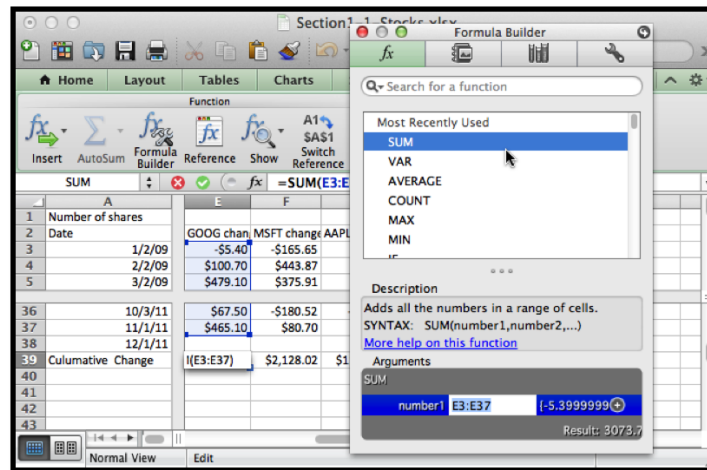 Section1_1_Stocks.xlsx
Formula Builder
Home Layout Tables Charts
Search for a function
Function
Most Recently Used
SUM
VAR
AVERAGE
COUNT
MAX
MIN
IF
A1
$A$1
Insert AutoSum Formula Builder Reference Show Switch Reference
SUM fx =SUM(E3:E
A E F
1 Number of shares
2 Date GOOG chan MSFT change AAPL
3 1/2/09 -$5.40 -$165.65
4 2/2/09 $100.70 $443.87
5 3/2/09 $479.10 $375.91
36 10/3/11 $67.50 -$180.52
37 11/1/11 $465.10 $80.70
38 12/1/11
39 Culumative Change I(E3:E37) $2,128.02 $1
40
41
42
43
Description
Adds all the numbers in a range of cells.
SYNTAX: SUM(number1,number2,...)
More help on this function
Arguments
SUM
number1 E3:E37 {-5.3999999
Result: 3073.7
Normal View Edit